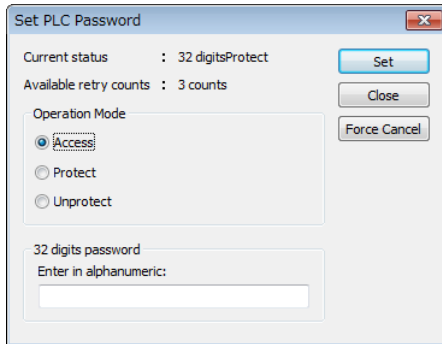 Set PLC Password
Current status : 32 digitsProtect
Set
Available retry counts : 3 counts
Close
Operation Mode
Force Cancel
Access
Protect
Unprotect
32 digits password
Enter in alphanumeric: